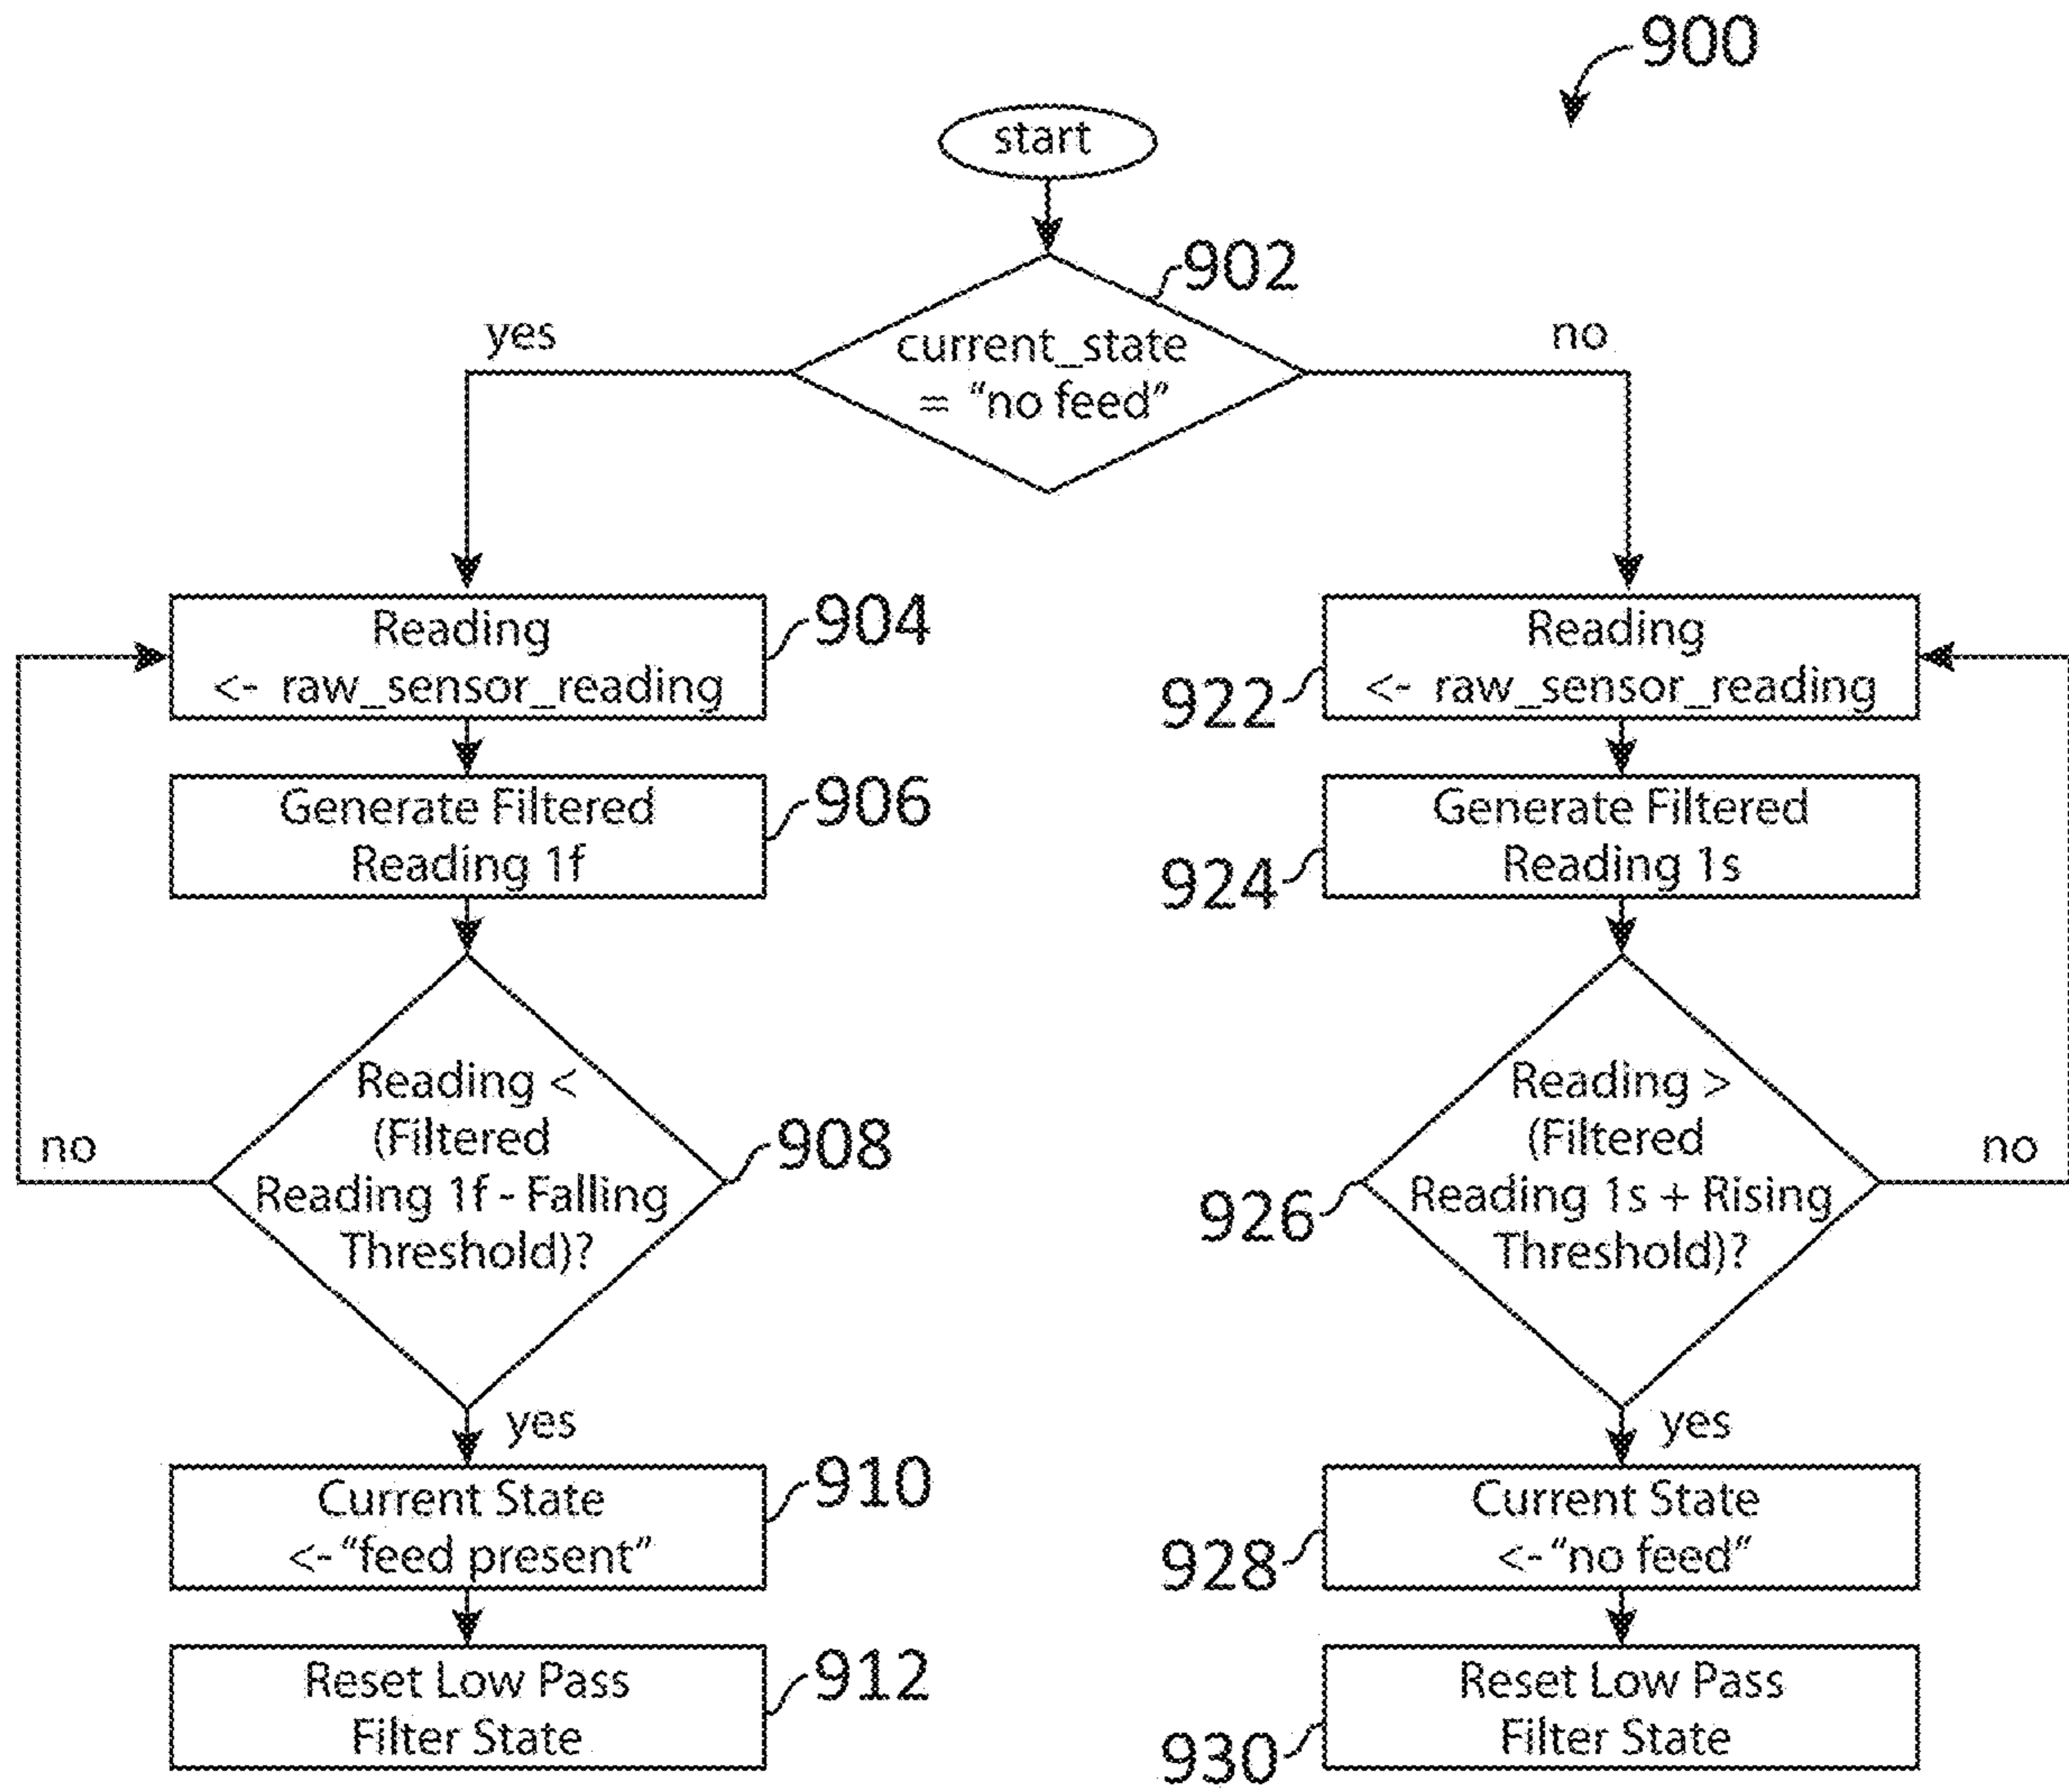 900
start
902
yes
no
current_state
= "no feed"
Reading
<- raw_sensor_reading
904
Reading
<- raw_sensor_reading
922
Generate Filtered
Reading 1f
906
Generate Filtered
Reading 1s
924
Reading <
(Filtered
Reading 1f - Falling
Threshold)?
908
no
Reading >
(Filtered
Reading 1s + Rising
Threshold)?
926
no
yes
yes
Current State
<- "feed present"
910
Current State
<- "no feed"
928
Reset Low Pass
Filter State
912
Reset Low Pass
Filter State
930